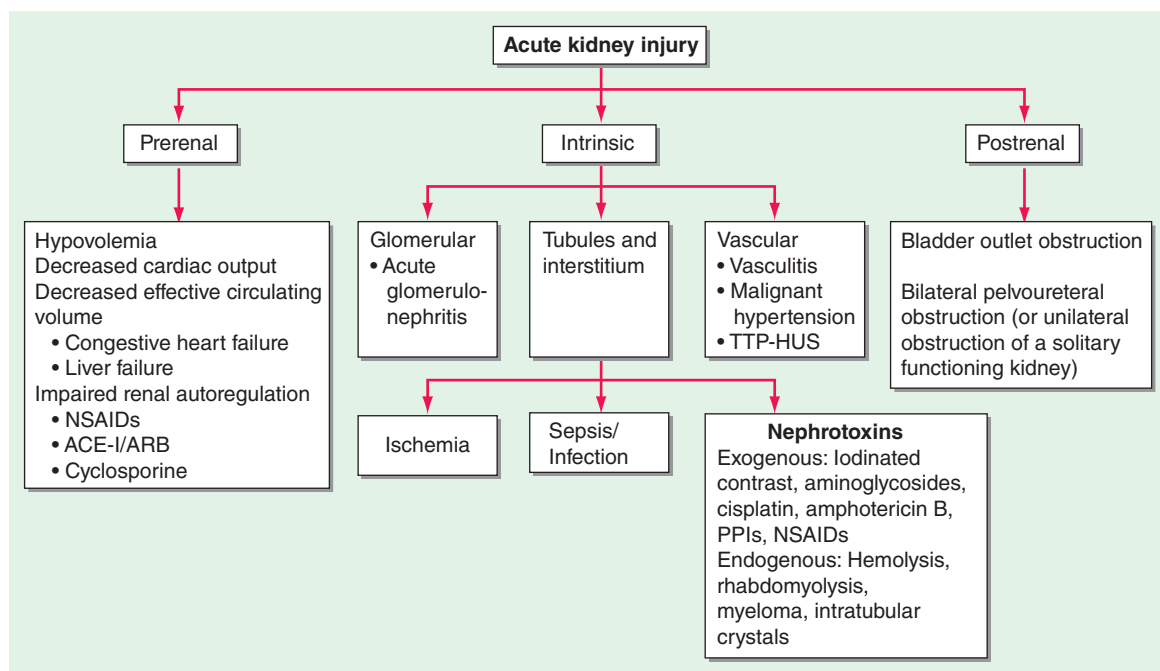 Acute kidney injury
Prerenal
Intrinsic
Postrenal
Hypovolemia
Decreased cardiac output
Decreased effective circulating
volume
• Congestive heart failure
• Liver failure
Impaired renal autoregulation
• NSAIDs
• ACE-I/ARB
• Cyclosporine
Glomerular
• Acute
glomerulo-
nephritis
Tubules and
interstitium
Vascular
• Vasculitis
• Malignant
hypertension
• TTP-HUS
Bladder outlet obstruction
Bilateral pelvoureteral
obstruction (or unilateral
obstruction of a solitary
functioning kidney)
Ischemia
Sepsis/
Infection
Nephrotoxins
Exogenous: Iodinated
contrast, aminoglycosides,
cisplatin, amphotericin B,
PPIs, NSAIDs
Endogenous: Hemolysis,
rhabdomyolysis,
myeloma, intratubular
crystals